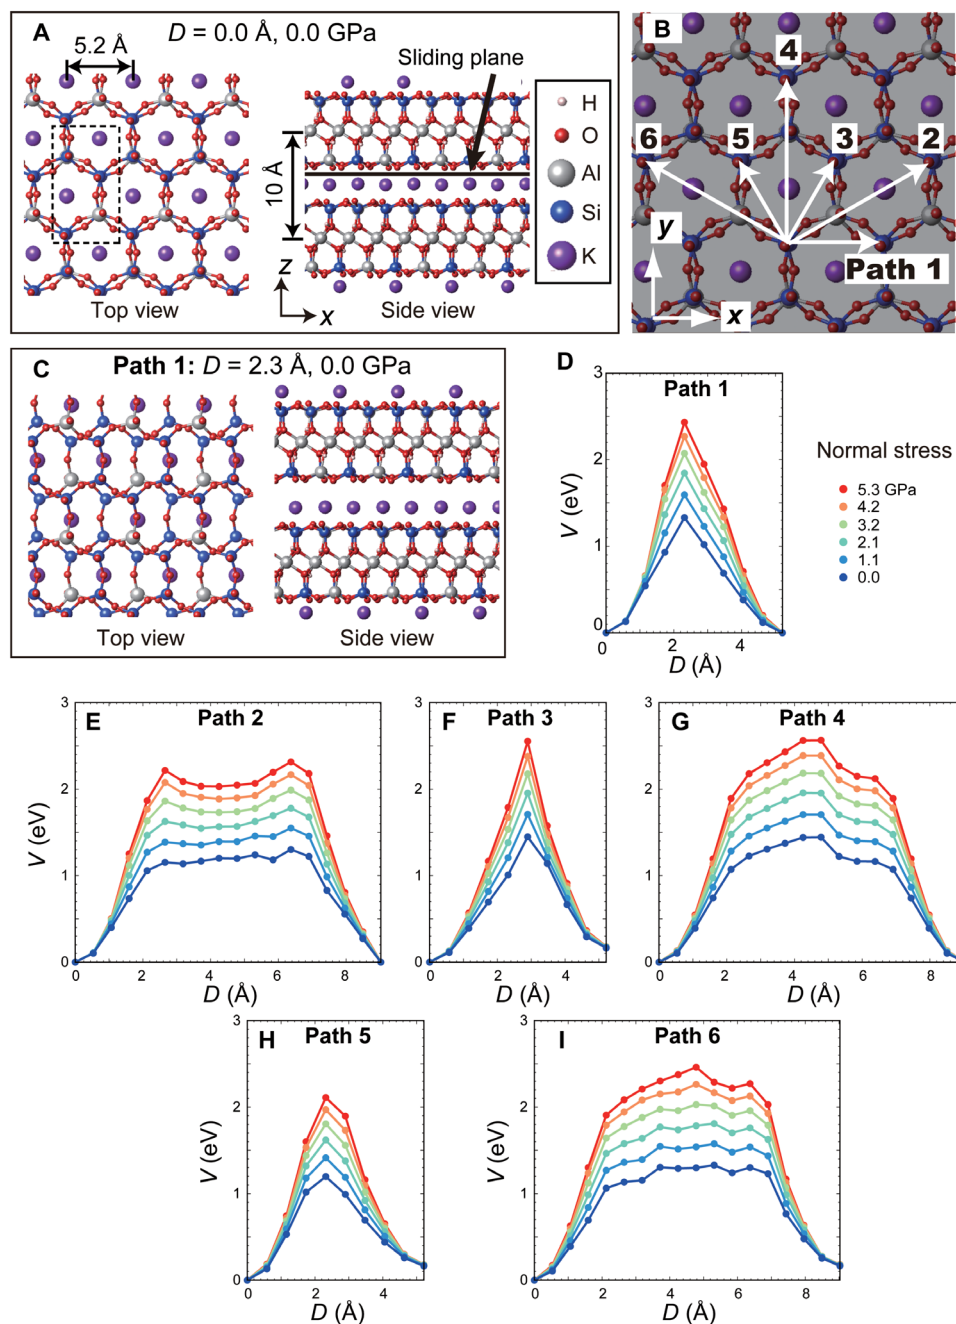 A
D = 0.0 Å, 0.0 GPa
5.2 Å
Sliding plane
10 Å
z
x
Top view
Side view
H
O
Al
Si
K
B
4
6
5
3
2
Path 1
y
x
C
Path 1: D = 2.3 Å, 0.0 GPa
Top view
Side view
D
Path 1
3
2
1
0
V (eV)
0
2
4
D (Å)
Normal stress
5.3 GPa
4.2
3.2
2.1
1.1
0.0
E
Path 2
3
2
1
0
V (eV)
0
2
4
6
8
D (Å)
F
Path 3
0
2
4
D (Å)
G
Path 4
3
2
1
0
V (eV)
0
2
4
6
8
D (Å)
H
Path 5
3
2
1
0
V (eV)
0
2
4
D (Å)
I
Path 6
3
2
1
0
V (eV)
0
2
4
6
8
D (Å)